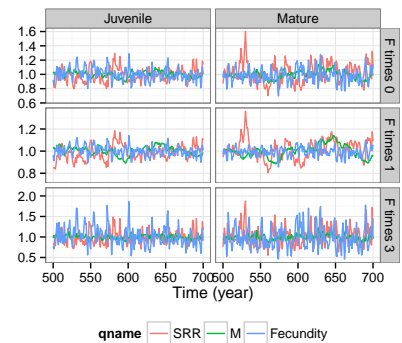 Juvenile Mature
1.6
1.4
1.2
1.0
0.8
0.6
F times 0
1.2
1.0
0.8
F times 1
2.0
1.5
1.0
0.5
F times 3
500 550 600 650 700 500 550 600 650 700
Time (year)
qname SRR M Fecundity